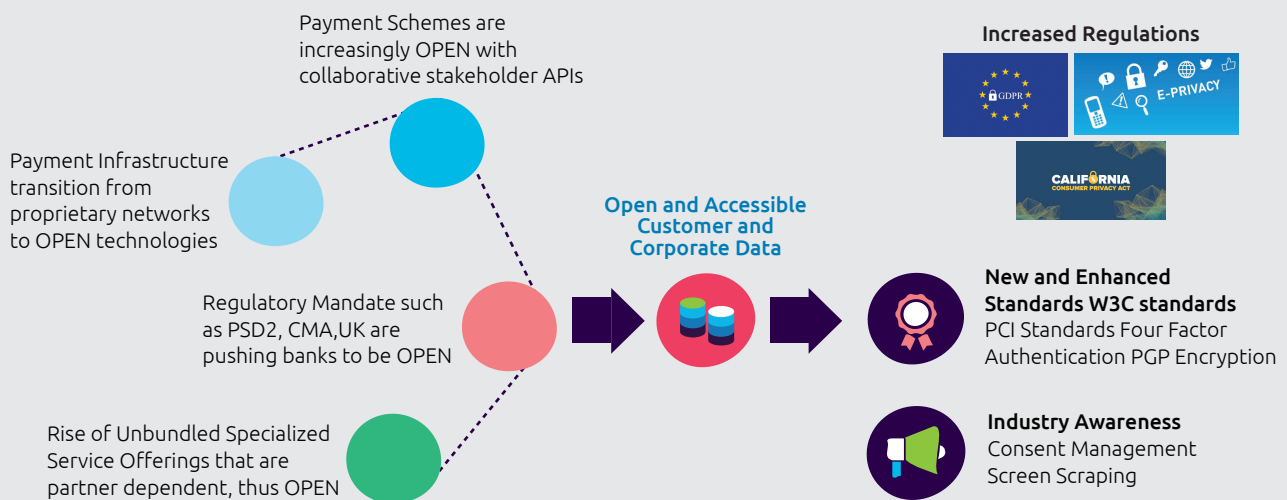 Payment Schemes are
increasingly OPEN with
collaborative stakeholder APIs
Payment Infrastructure
transition from
proprietary networks
to OPEN technologies
Regulatory Mandate such
as PSD2, CMA,UK are
pushing banks to be OPEN
Rise of Unbundled Specialized
Service Offerings that are
partner dependent, thus OPEN
Open and Accessible
Customer and
Corporate Data
Increased Regulations
GDPR
E-PRIVACY
CALIFORNIA
CONSUMER PRIVACY ACT
New and Enhanced
Standards W3C standards
PCI Standards Four Factor
Authentication PGP Encryption
Industry Awareness
Consent Management
Screen Scraping